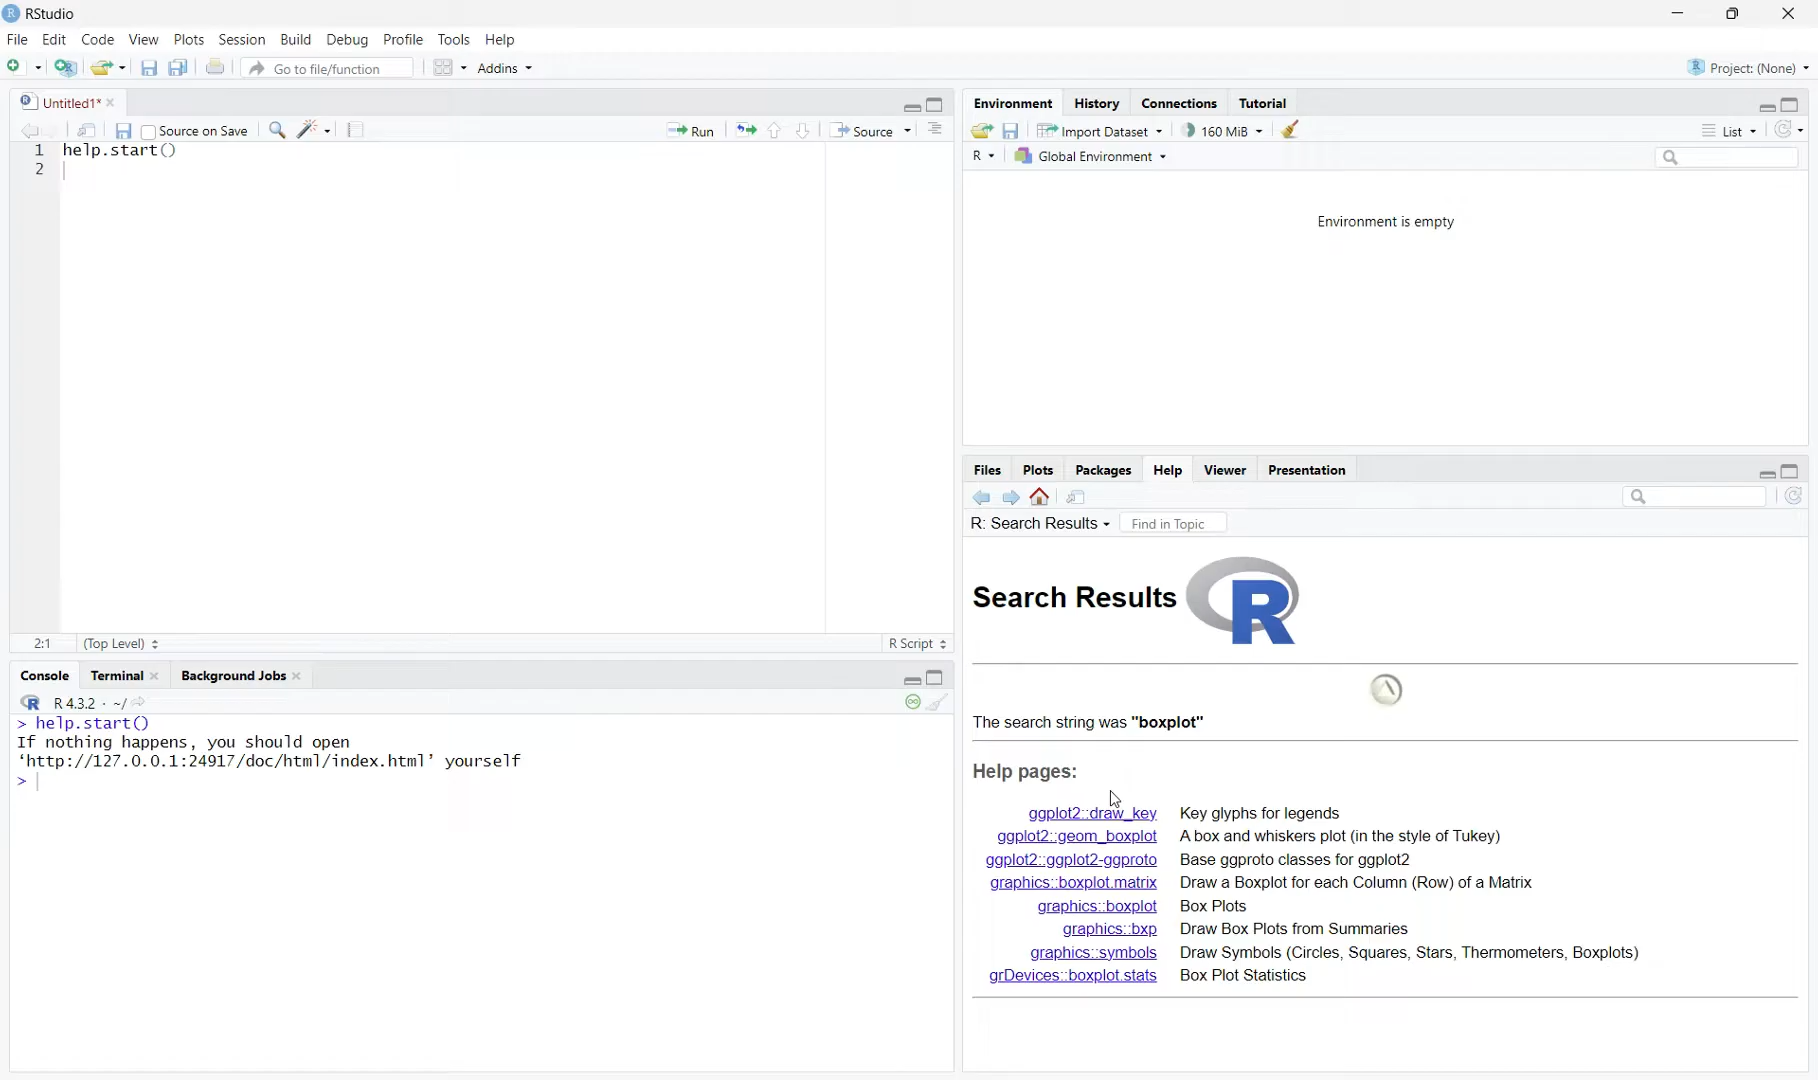 RStudio
File Edit Code View Plots Session Build Debug Profile Tools Help
Go to file/function Addins Project: (None)
Untitled1*
Source on Save Run Source
1 help.start()
2
2:1 (Top Level) R Script
Console Terminal Background Jobs
R 4.3.2 · ~/
> help.start()
If nothing happens, you should open
‘http://127.0.0.1:24917/doc/html/index.html’ yourself
>
Environment History Connections Tutorial
Import Dataset 160 MiB List
R Global Environment
Environment is empty
Files Plots Packages Help Viewer Presentation
R: Search Results Find in Topic
Search Results R
The search string was "boxplot"
Help pages:
ggplot2::draw_key Key glyphs for legends
ggplot2::geom_boxplot A box and whiskers plot (in the style of Tukey)
ggplot2::ggplot2-ggproto Base ggproto classes for ggplot2
graphics::boxplot.matrix Draw a Boxplot for each Column (Row) of a Matrix
graphics::boxplot Box Plots
graphics::bxp Draw Box Plots from Summaries
graphics::symbols Draw Symbols (Circles, Squares, Stars, Thermometers, Boxplots)
grDevices::boxplot.stats Box Plot Statistics